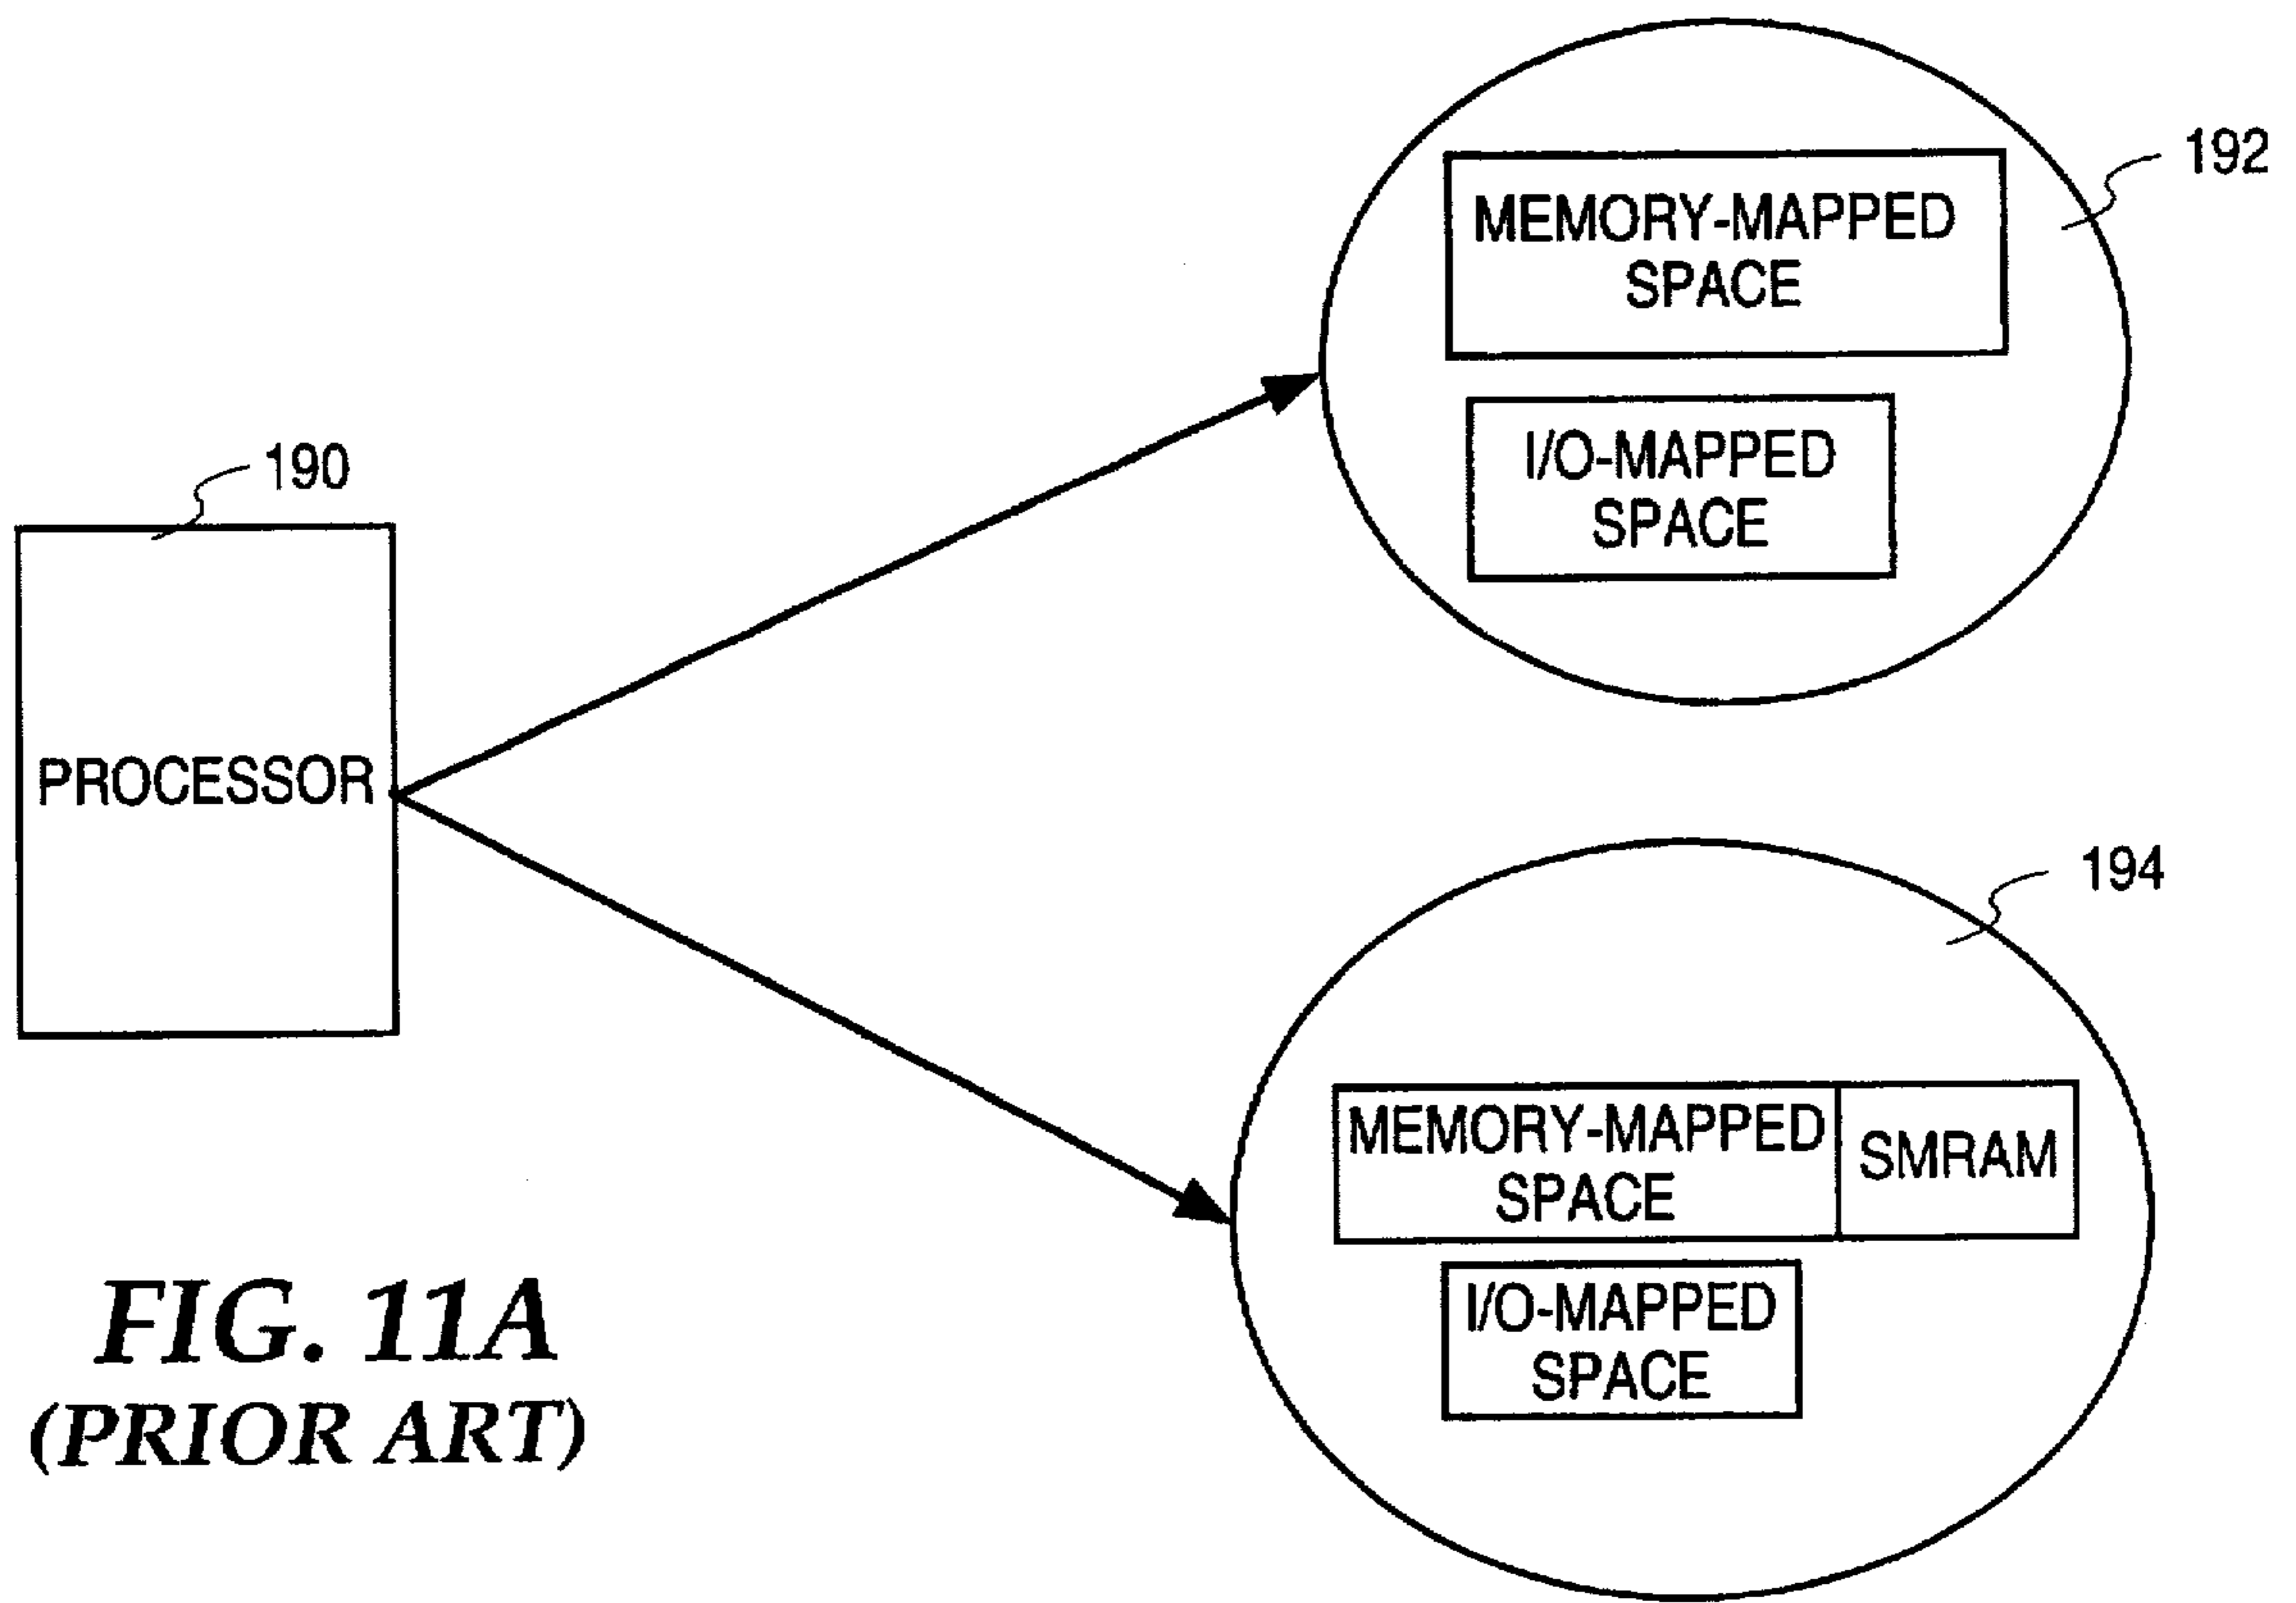 192
MEMORY-MAPPED
SPACE
I/O-MAPPED
SPACE
190
PROCESSOR
194
MEMORY-MAPPED
SPACE
SMRAM
I/O-MAPPED
SPACE
FIG. 11A
(PRIOR ART)